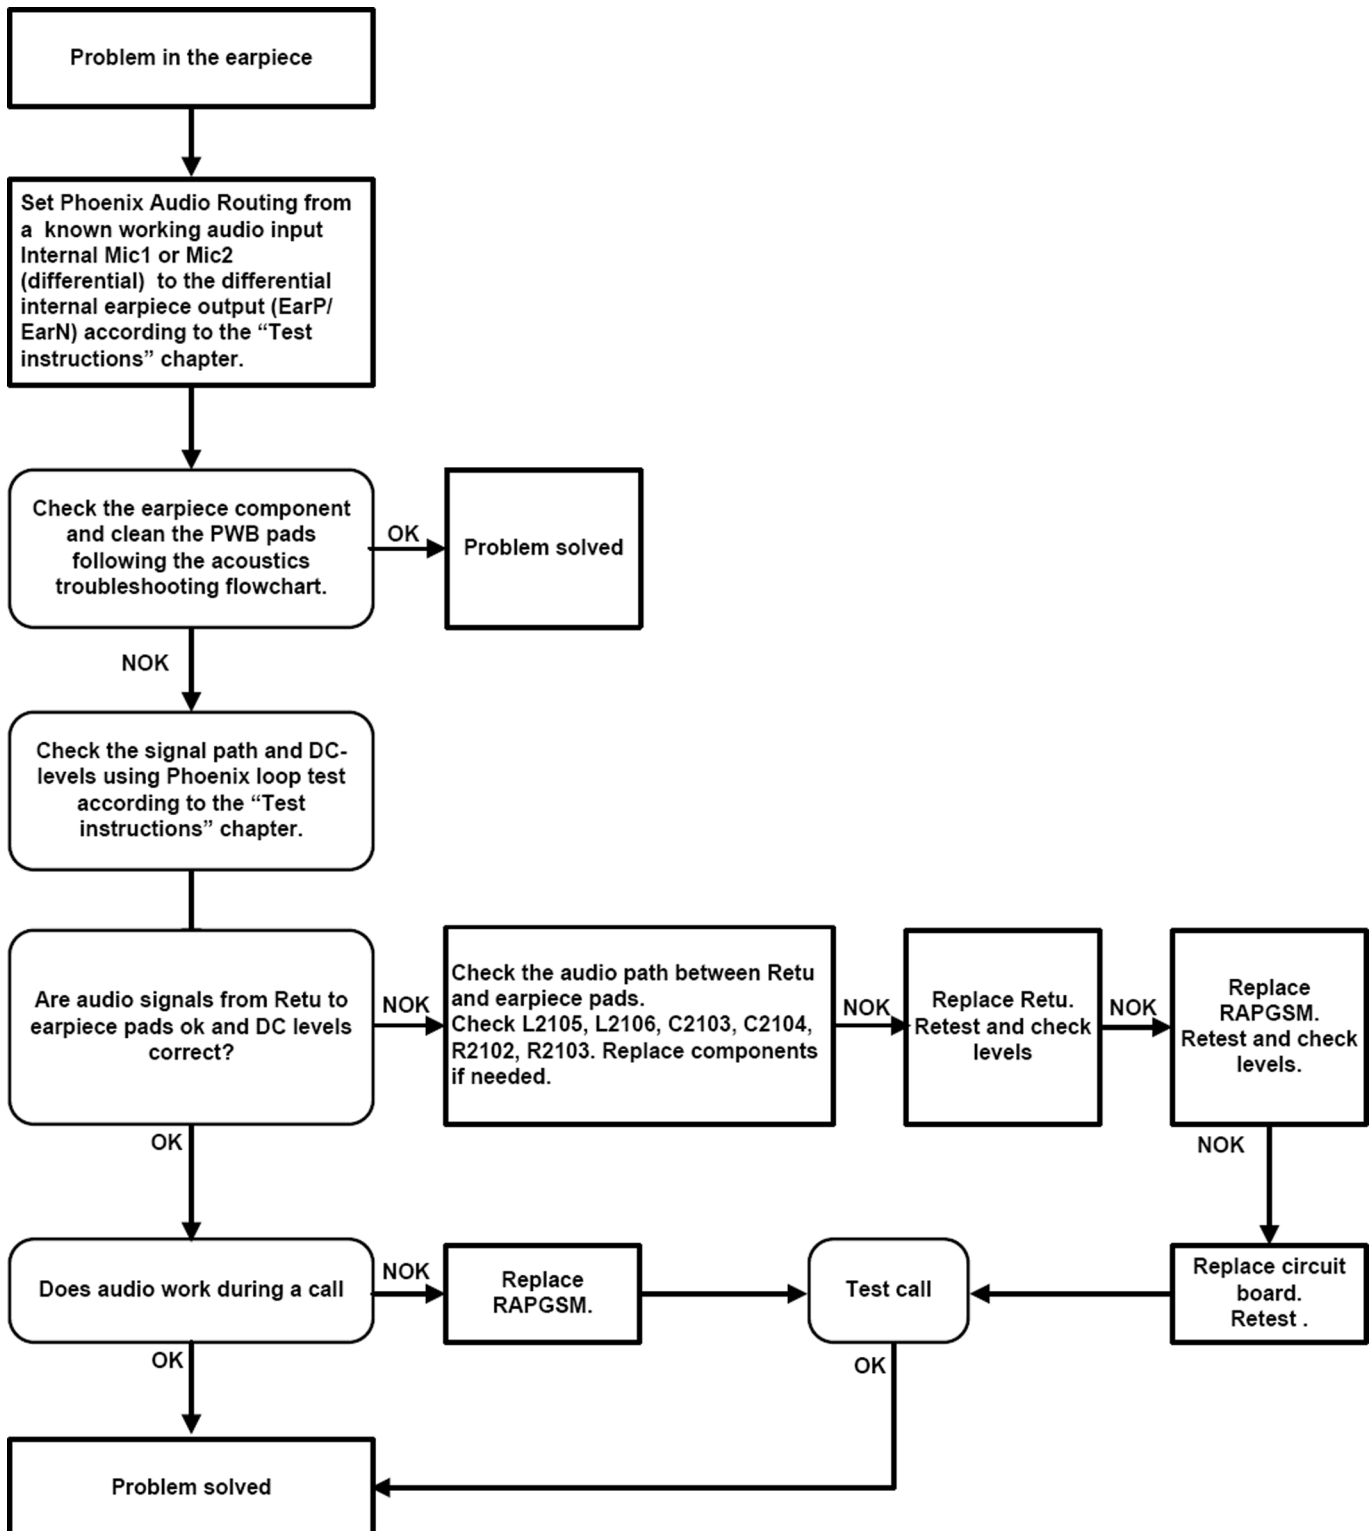 Problem in the earpiece
Set Phoenix Audio Routing from
a known working audio input
Internal Mic1 or Mic2
(differential) to the differential
internal earpiece output (EarP/
EarN) according to the “Test
instructions” chapter.
Check the earpiece component
and clean the PWB pads
following the acoustics
troubleshooting flowchart.
OK
Problem solved
NOK
Check the signal path and DC-
levels using Phoenix loop test
according to the “Test
instructions” chapter.
Are audio signals from Retu to
earpiece pads ok and DC levels
correct?
NOK
Check the audio path between Retu
and earpiece pads.
Check L2105, L2106, C2103, C2104,
R2102, R2103. Replace components
if needed.
NOK
Replace Retu.
Retest and check
levels
NOK
Replace
RAPGSM.
Retest and check
levels.
OK
NOK
Does audio work during a call
NOK
Replace
RAPGSM.
Test call
Replace circuit
board.
Retest .
OK
OK
Problem solved